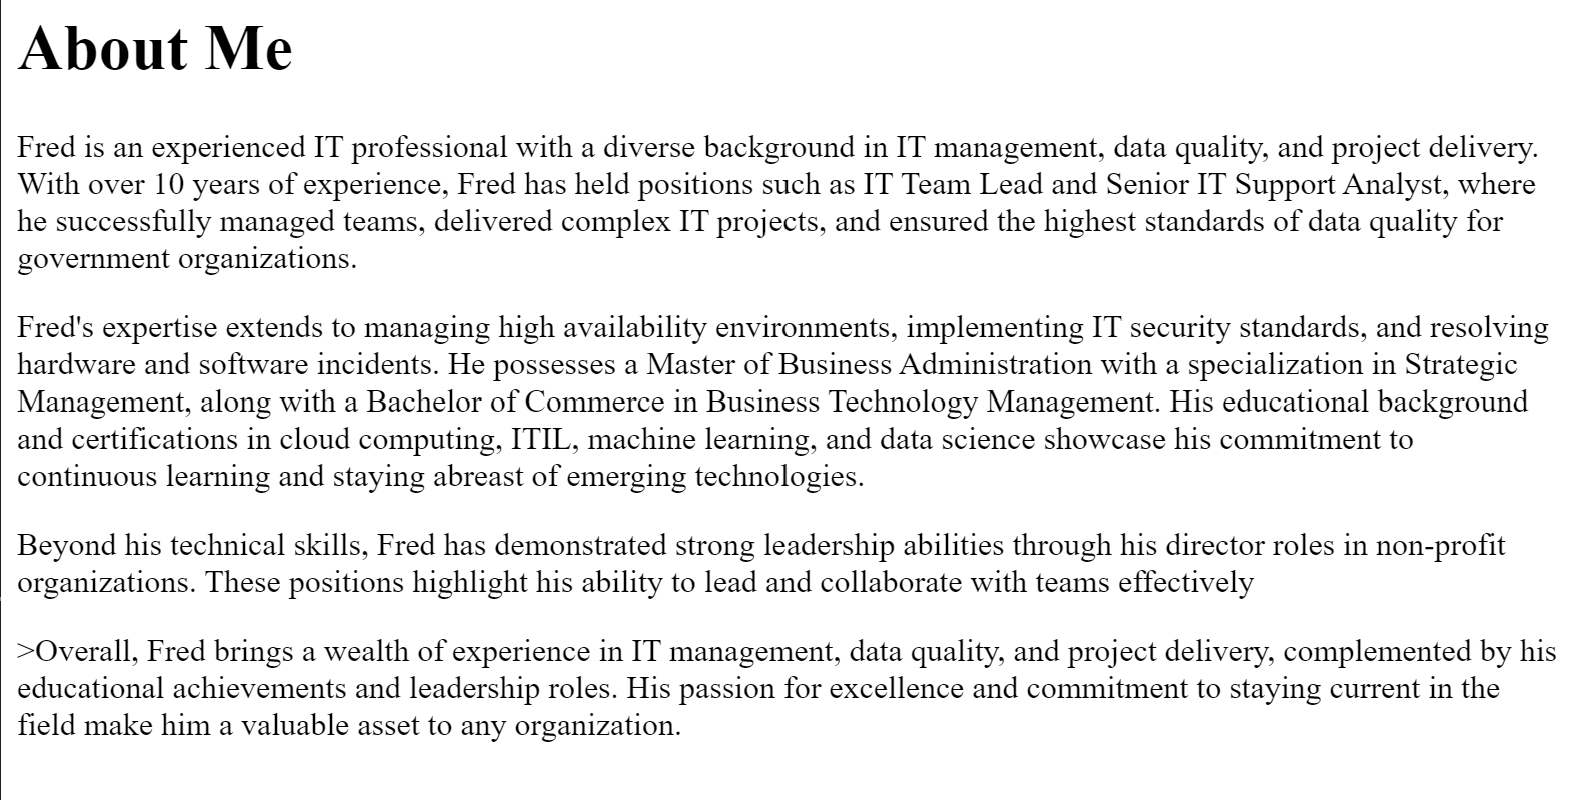 About Me
Fred is an experienced IT professional with a diverse background in IT management, data quality, and project delivery.
With over 10 years of experience, Fred has held positions such as IT Team Lead and Senior IT Support Analyst, where
he successfully managed teams, delivered complex IT projects, and ensured the highest standards of data quality for
government organizations.
Fred's expertise extends to managing high availability environments, implementing IT security standards, and resolving
hardware and software incidents. He possesses a Master of Business Administration with a specialization in Strategic
Management, along with a Bachelor of Commerce in Business Technology Management. His educational background
and certifications in cloud computing, ITIL, machine learning, and data science showcase his commitment to
continuous learning and staying abreast of emerging technologies.
Beyond his technical skills, Fred has demonstrated strong leadership abilities through his director roles in non-profit
organizations. These positions highlight his ability to lead and collaborate with teams effectively
>Overall, Fred brings a wealth of experience in IT management, data quality, and project delivery, complemented by his
educational achievements and leadership roles. His passion for excellence and commitment to staying current in the
field make him a valuable asset to any organization.